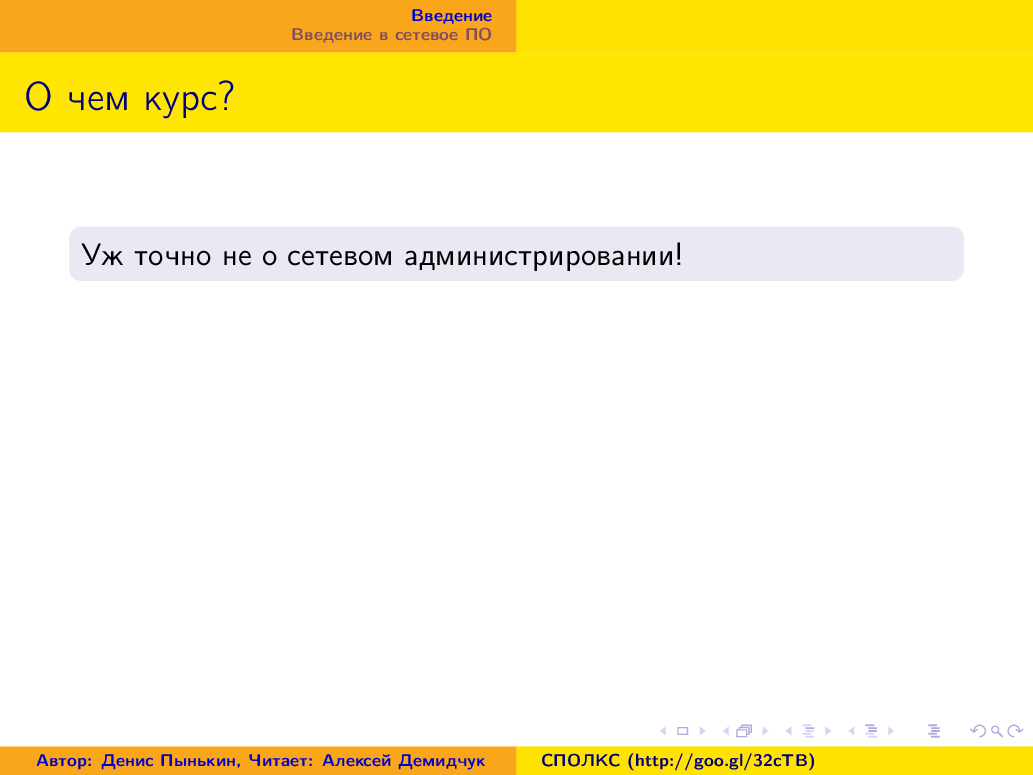 Введение
Введение в сетевое ПО
О чем курс?
Уж точно не о сетевом администрировании!
Автор: Денис Пынькин, Читает: Алексей Демидчук
СПОЛКС (http://goo.gl/32cTB)